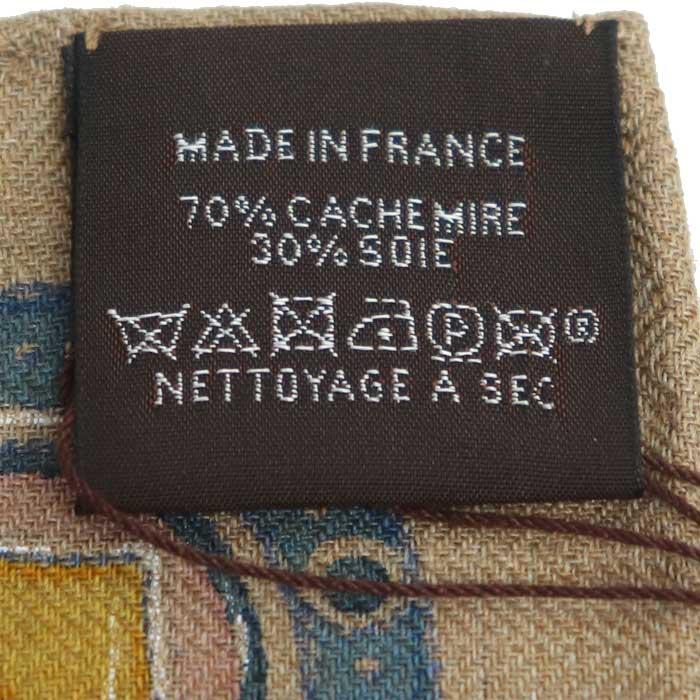 MADE IN FRANCE
70% CACHEMIRE
30% SOIE
P ®
NETTOYAGE A SEC